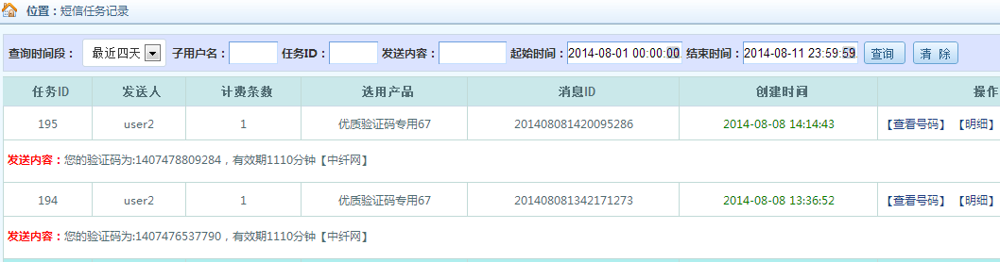 位置：短信任务记录
查询时间段： 最近四天 子用户名： 任务ID： 发送内容： 起始时间： 2014-08-01 00:00:00 结束时间： 2014-08-11 23:59:59 查询 清 除
任务ID 发送人 计费条数 选用产品 消息ID 创建时间 操作
195 user2 1 优质验证码专用67 201408081420095286 2014-08-08 14:14:43 【查看号码】 【明细】
发送内容：您的验证码为:1407478809284，有效期1110分钟【中纤网】
194 user2 1 优质验证码专用67 201408081342171273 2014-08-08 13:36:52 【查看号码】 【明细】
发送内容：您的验证码为:1407476537790，有效期1110分钟【中纤网】